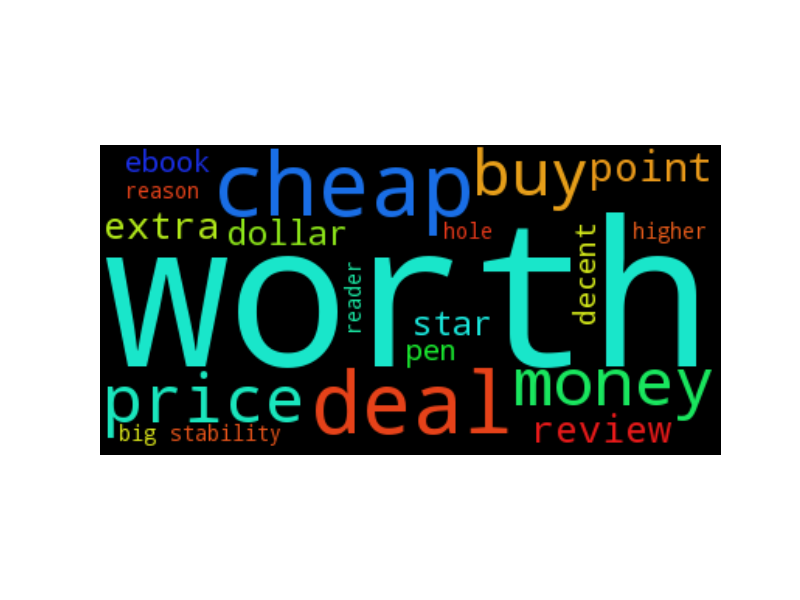 ebook
cheap
buy
point
reason
extra
dollar
hole
decent
higher
worth
reader
star
pen
price
deal
money
big
stability
review